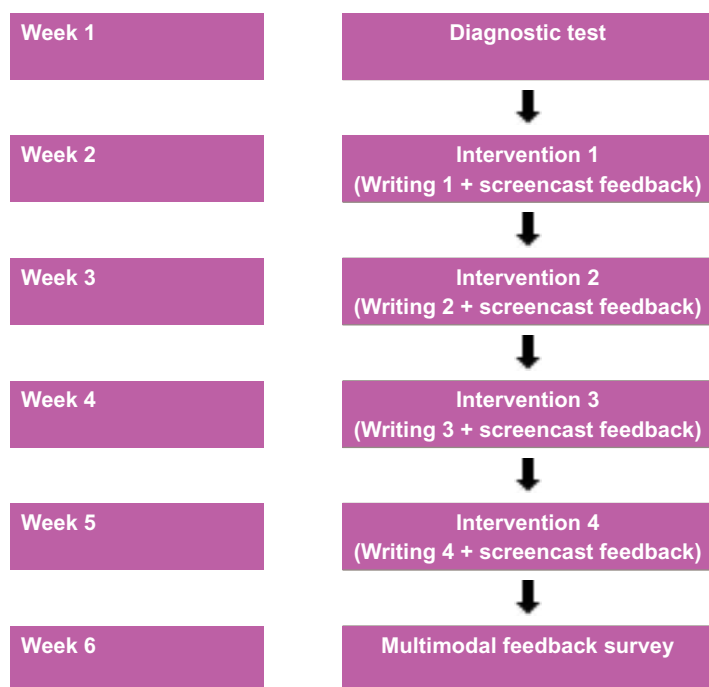 Week 1
Diagnostic test
Week 2
Intervention 1
(Writing 1 + screencast feedback)
Week 3
Intervention 2
(Writing 2 + screencast feedback)
Week 4
Intervention 3
(Writing 3 + screencast feedback)
Week 5
Intervention 4
(Writing 4 + screencast feedback)
Week 6
Multimodal feedback survey